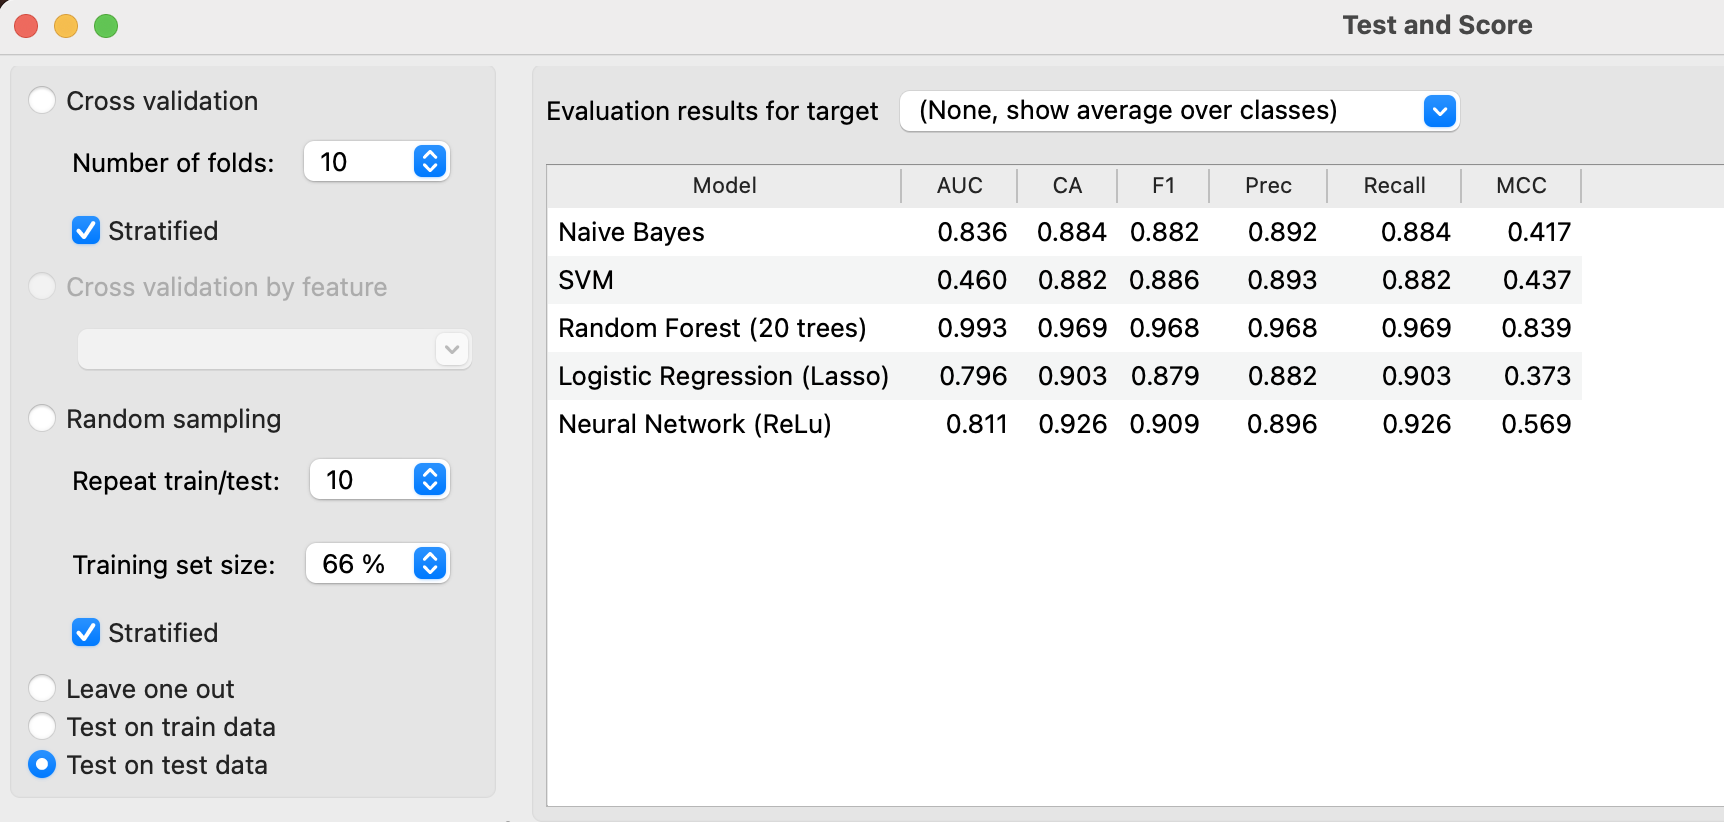 Test and Score
Cross validation
Number of folds: 10
Stratified
Cross validation by feature
Random sampling
Repeat train/test: 10
Training set size: 66 %
Stratified
Leave one out
Test on train data
Test on test data
Evaluation results for target (None, show average over classes)
Model AUC CA F1 Prec Recall MCC
Naive Bayes 0.836 0.884 0.882 0.892 0.884 0.417
SVM 0.460 0.882 0.886 0.893 0.882 0.437
Random Forest (20 trees) 0.993 0.969 0.968 0.968 0.969 0.839
Logistic Regression (Lasso) 0.796 0.903 0.879 0.882 0.903 0.373
Neural Network (ReLu) 0.811 0.926 0.909 0.896 0.926 0.569